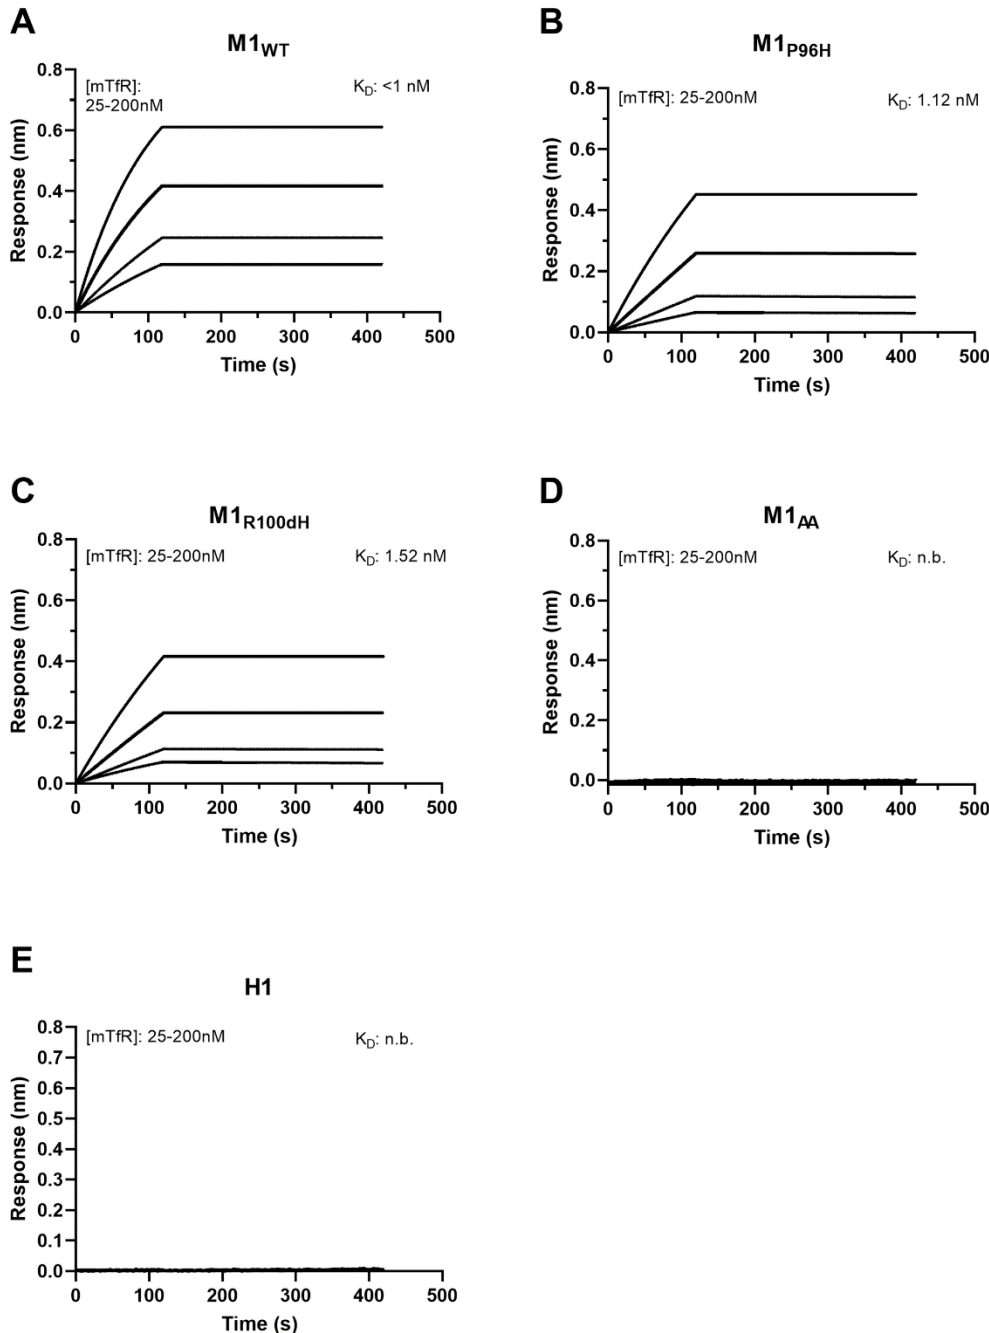 A
M1WT
[mTfR]:
25-200nM
KD: <1 nM
Response (nm)
0.8
0.6
0.4
0.2
0.0
0 100 200 300 400 500
Time (s)
B
M1P96H
[mTfR]: 25-200nM
KD: 1.12 nM
Response (nm)
0.8
0.6
0.4
0.2
0.0
0 100 200 300 400 500
Time (s)
C
M1R100dH
[mTfR]: 25-200nM
KD: 1.52 nM
Response (nm)
0.8
0.6
0.4
0.2
0.0
0 100 200 300 400 500
Time (s)
D
M1AA
[mTfR]: 25-200nM
KD: n.b.
Response (nm)
0.8
0.6
0.4
0.2
0.0
0 100 200 300 400 500
Time (s)
E
H1
[mTfR]: 25-200nM
KD: n.b.
Response (nm)
0.8
0.7
0.6
0.5
0.4
0.3
0.2
0.1
0.0
0 100 200 300 400 500
Time (s)